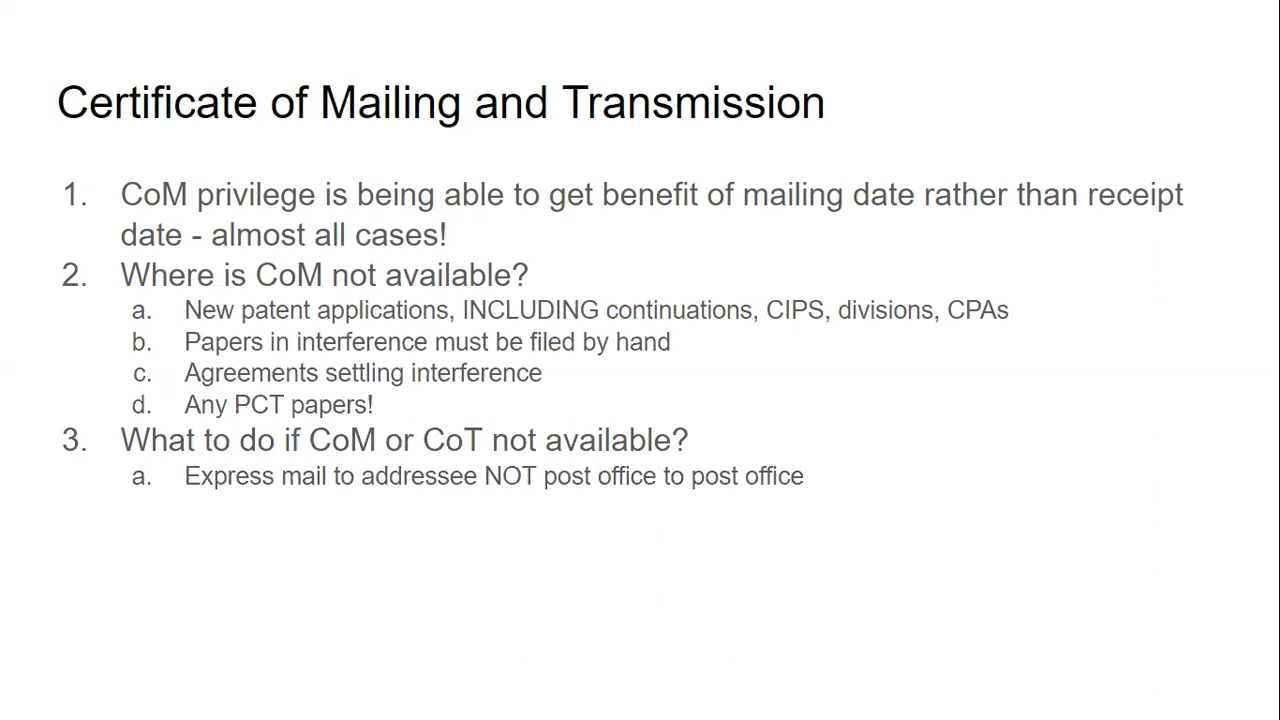 Certificate of Mailing and Transmission
1. CoM privilege is being able to get benefit of mailing date rather than receipt
date - almost all cases!
2. Where is CoM not available?
a. New patent applications, INCLUDING continuations, CIPS, divisions, CPAs
b. Papers in interference must be filed by hand
c. Agreements settling interference
d. Any PCT papers!
3. What to do if CoM or CoT not available?
a. Express mail to addressee NOT post office to post office